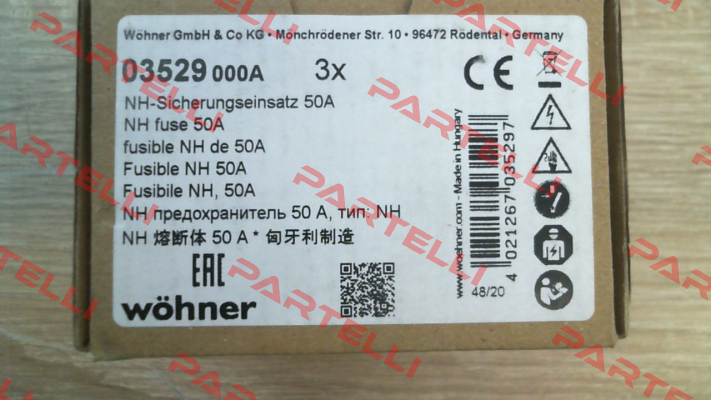 Wöhner GmbH & Co KG • Mönchrödener Str. 10 • 96472 Rödental • Germany
03529 000A 3x
CE
NH-Sicherungseinsatz 50A
NH fuse 50A
fusible NH de 50A
Fusible NH 50A
Fusibile NH, 50A
NH предохранитель 50 А, тип: NH
NH 熔断体 50 A * 匈牙利制造
EAC
wöhner
www.woehner.com - Made in Hungary
4 021267 035297
48/20
PARTELLI
PARTELLI
PARTELLI
PARTELLI
PARTELLI
PARTELLI